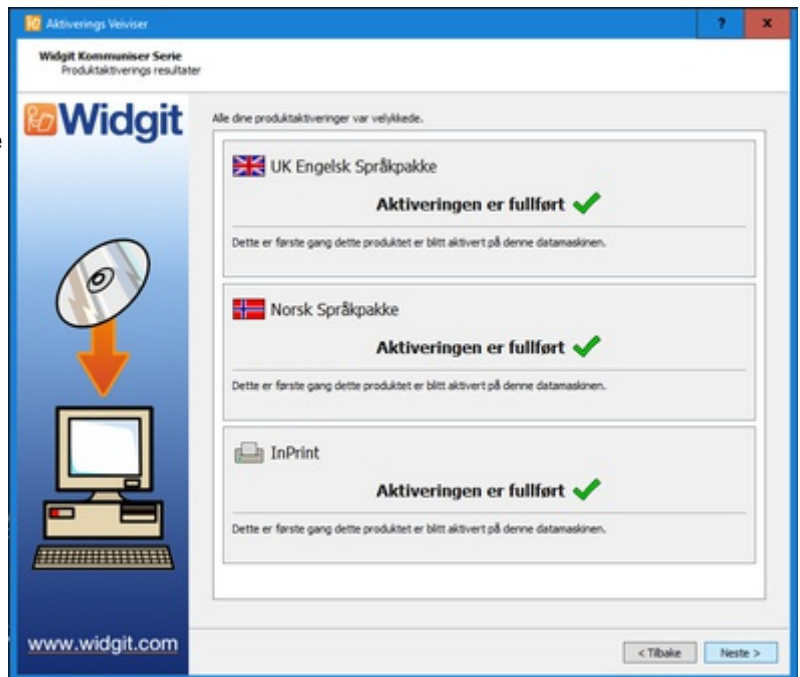 Aktiverings Veiviser
Widgit Kommuniser Serie
Produktaktiverings resultater
Widgit
Alle dine produktaktiveringer var velykkede.
UK Engelsk Språkpakke
Aktiveringen er fullført
Dette er første gang dette produktet er blitt aktivert på denne datamaskinen.
Norsk Språkpakke
Aktiveringen er fullført
Dette er første gang dette produktet er blitt aktivert på denne datamaskinen.
InPrint
Aktiveringen er fullført
Dette er første gang dette produktet er blitt aktivert på denne datamaskinen.
www.widgit.com
< Tilbake Neste >